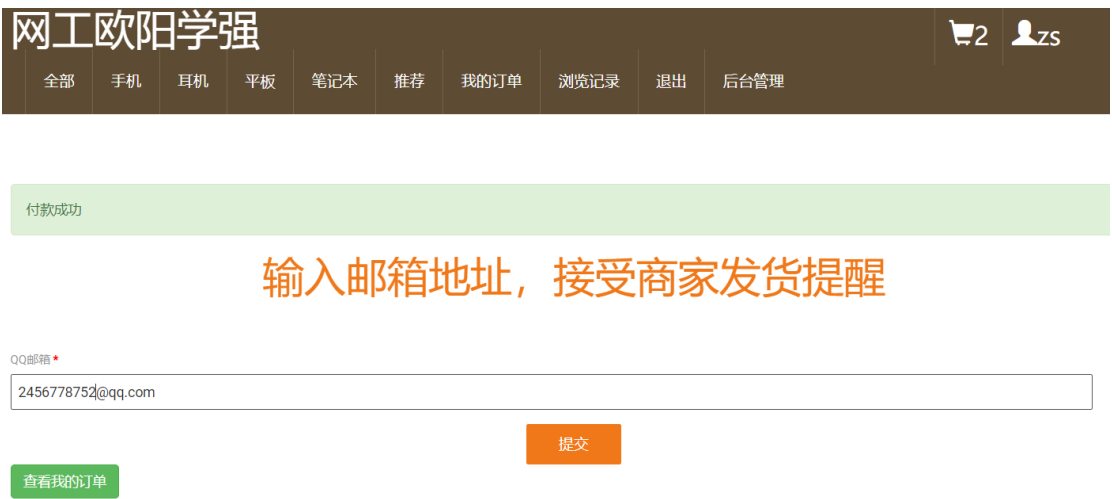 网工欧阳学强
2 zs
全部 手机 耳机 平板 笔记本 推荐 我的订单 浏览记录 退出 后台管理
付款成功
输入邮箱地址，接受商家发货提醒
QQ邮箱*
2456778752@qq.com
提交
查看我的订单